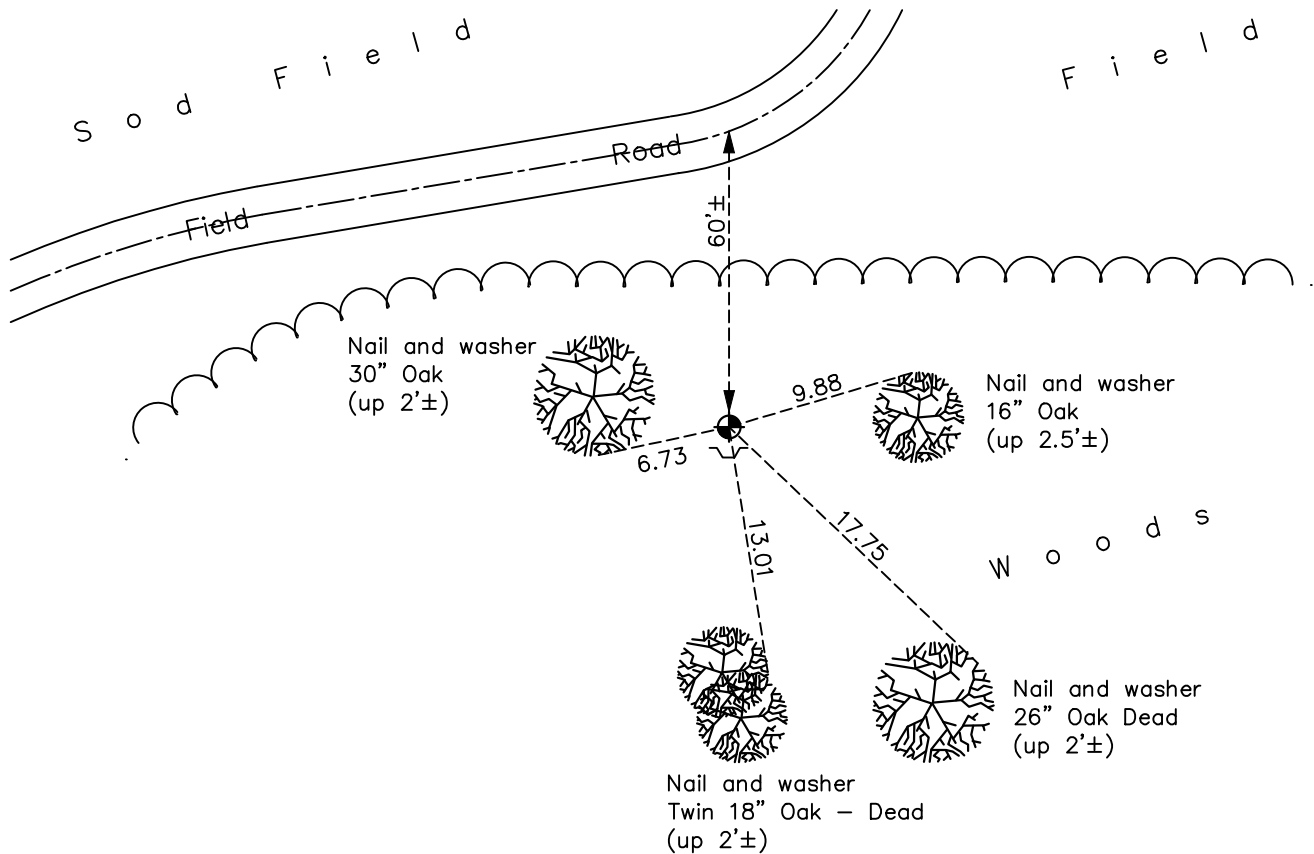 Sod Field
Field
Field Road
60'±
Nail and washer
30" Oak
(up 2'±)
9.88
Nail and washer
16" Oak
(up 2.5'±)
6.73
13.01
17.75
Woods
Nail and washer
26" Oak Dead
(up 2'±)
Nail and washer
Twin 18" Oak – Dead
(up 2'±)